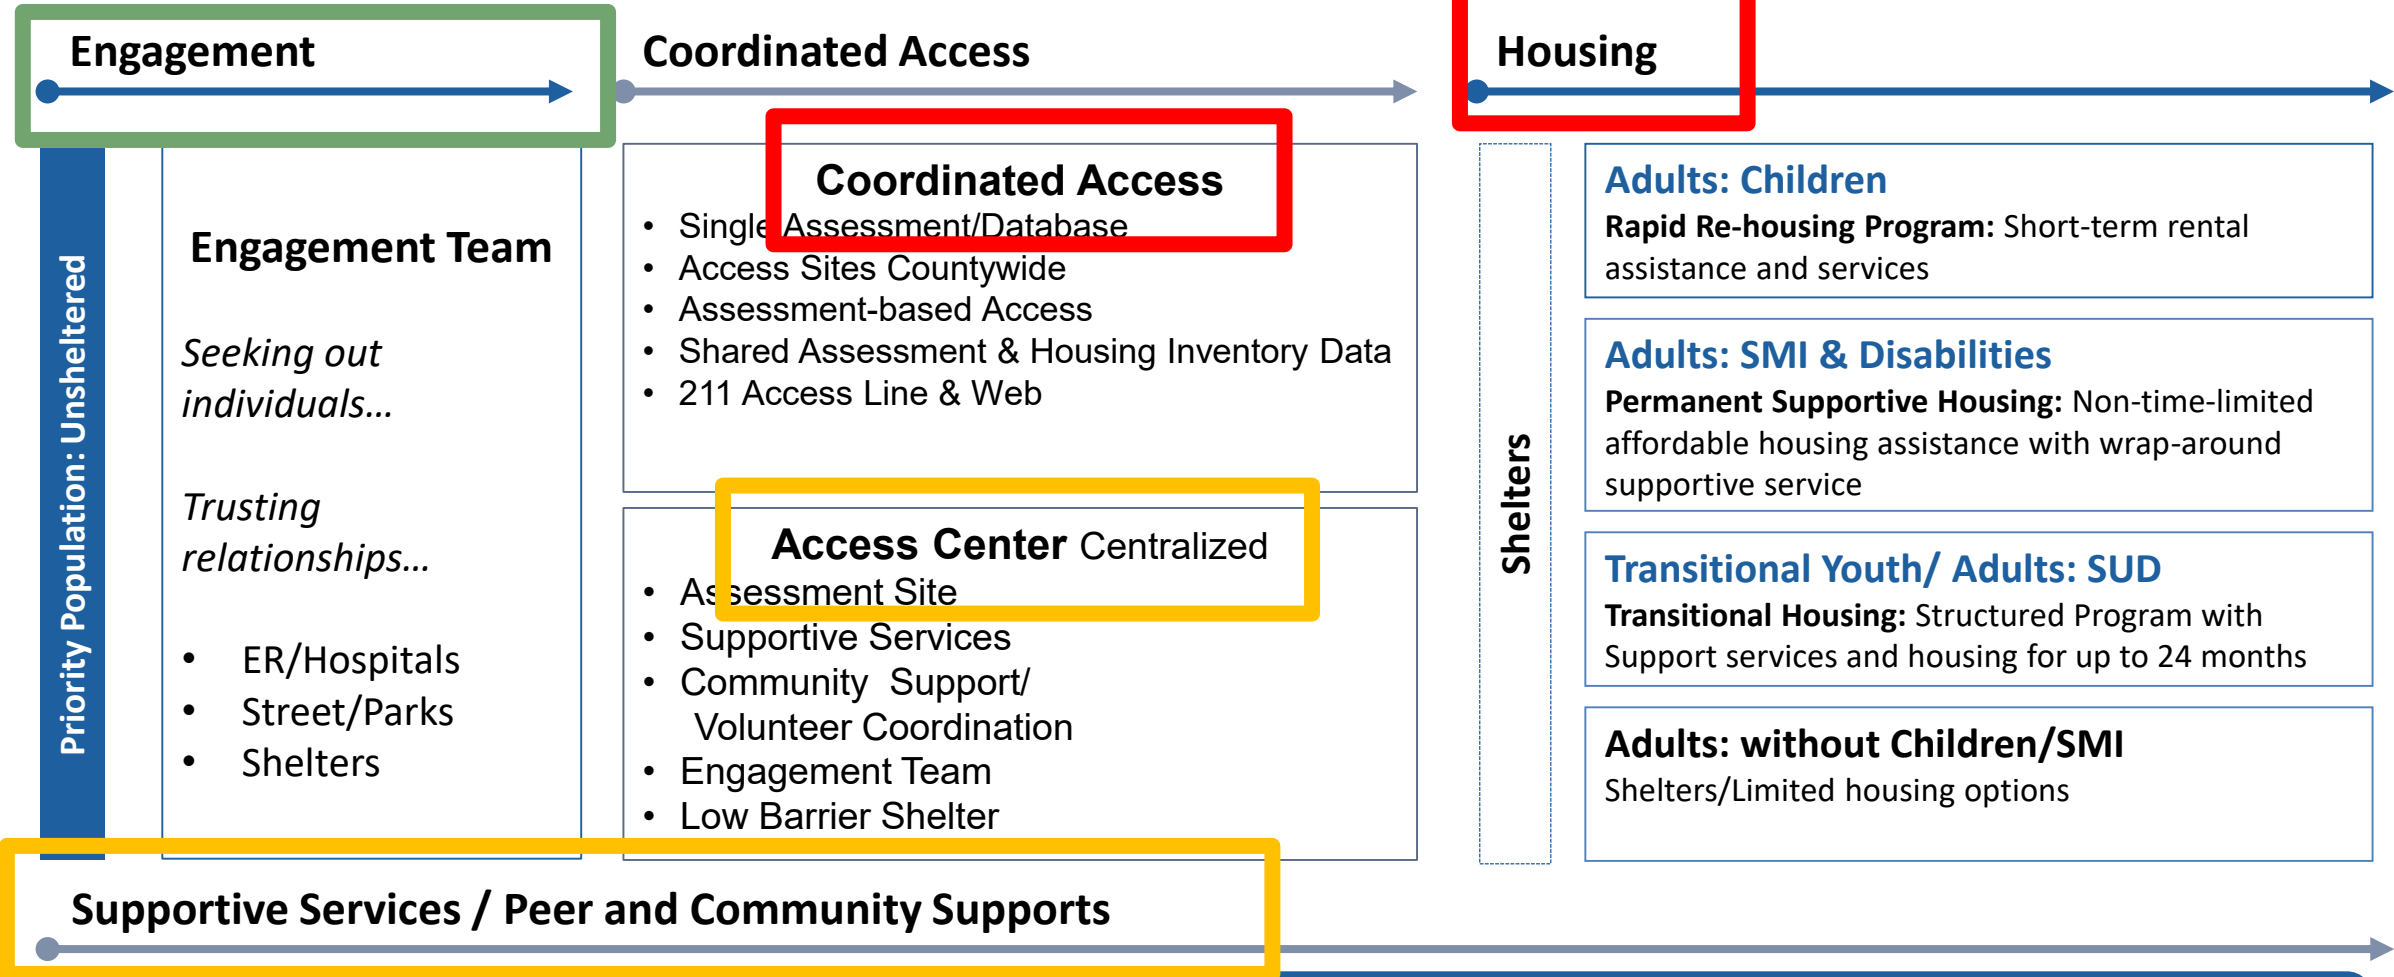 Engagement
Coordinated Access
Housing
Priority Population: Unsheltered
Engagement Team
Seeking out
individuals...
Trusting
relationships...
• ER/Hospitals
• Street/Parks
• Shelters
Coordinated Access
• Single Assessment/Database
• Access Sites Countywide
• Assessment-based Access
• Shared Assessment & Housing Inventory Data
• 211 Access Line & Web
Access Center Centralized
• Assessment Site
• Supportive Services
• Community  Support/
Volunteer Coordination
• Engagement Team
• Low Barrier Shelter
Shelters
Adults: Children
Rapid Re-housing Program: Short-term rental
assistance and services
Adults: SMI & Disabilities
Permanent Supportive Housing: Non-time-limited
affordable housing assistance with wrap-around
supportive service
Transitional Youth/ Adults: SUD
Transitional Housing: Structured Program with
Support services and housing for up to 24 months
Adults: without Children/SMI
Shelters/Limited housing options
Supportive Services / Peer and Community Supports